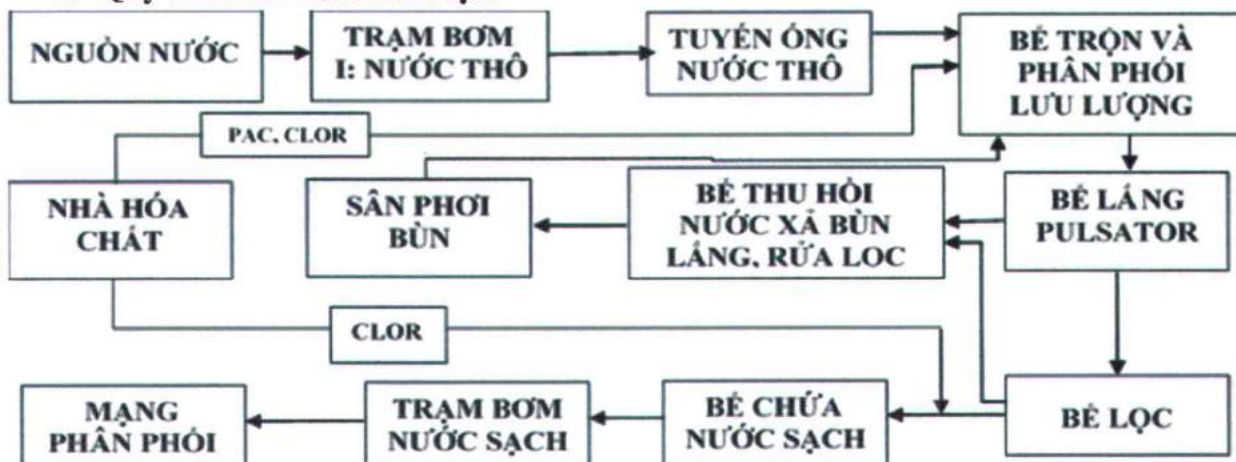 NGUỒN NƯỚC
TRẠM BƠM
I: NƯỚC THÔ
TUYẾN ỐNG
NƯỚC THÔ
BỂ TRỘN VÀ
PHÂN PHỐI
LƯU LƯỢNG
PAC, CLOR
NHÀ HÓA
CHẤT
SÂN PHƠI
BÙN
BỂ THU HỒI
NƯỚC XẢ BÙN
LẮNG, RỬA LOC
BỂ LẮNG
PULSATOR
CLOR
MẠNG
PHÂN PHỐI
TRẠM BƠM
NƯỚC SẠCH
BỂ CHỨA
NƯỚC SẠCH
BỂ LỌC